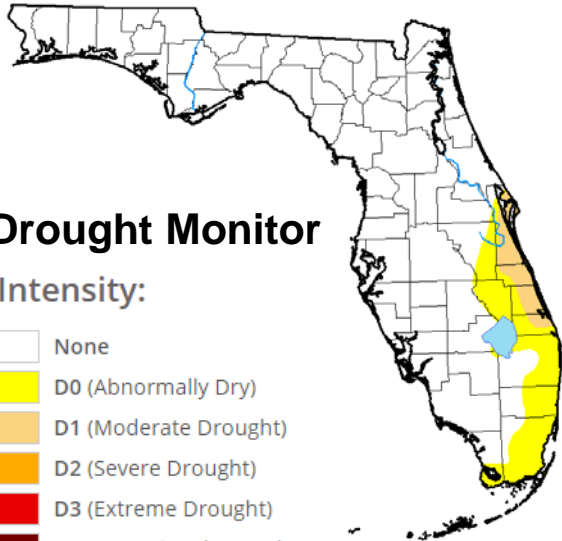 Drought Monitor
Intensity:
None
D0 (Abnormally Dry)
D1 (Moderate Drought)
D2 (Severe Drought)
D3 (Extreme Drought)